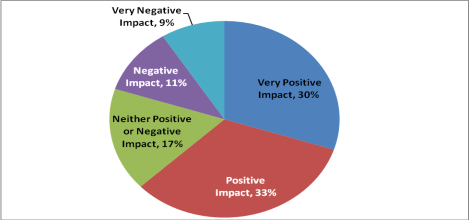 Very Negative
Impact, 9%
Very Positive
Impact, 30%
Negative
Impact, 11%
Neither Positive
or Negative
Impact, 17%
Positive
Impact, 33%